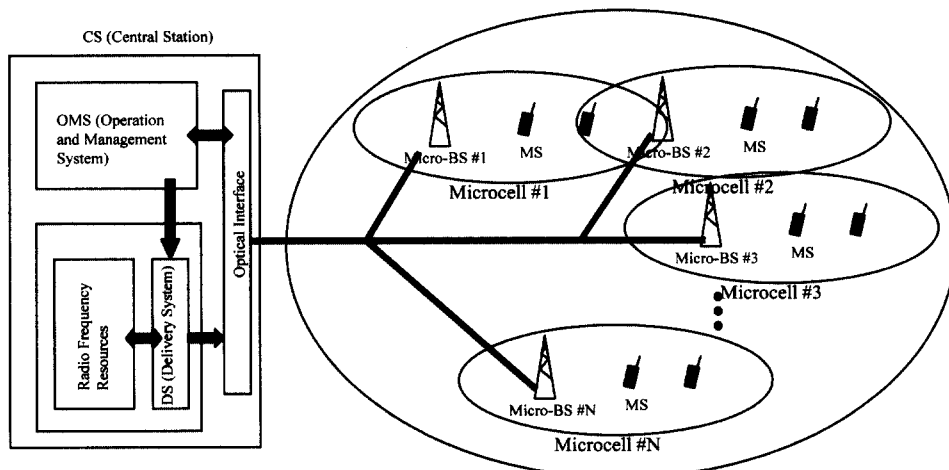 CS (Central Station)
OMS (Operation
and Management
System)
Optical Interface
Radio Frequency
Resources
DS (Delivery System)
Micro-BS #1
MS
Microcell #1
Micro-BS #2
MS
Microcell #2
Micro-BS #3
MS
Microcell #3
Micro-BS #N
MS
Microcell #N